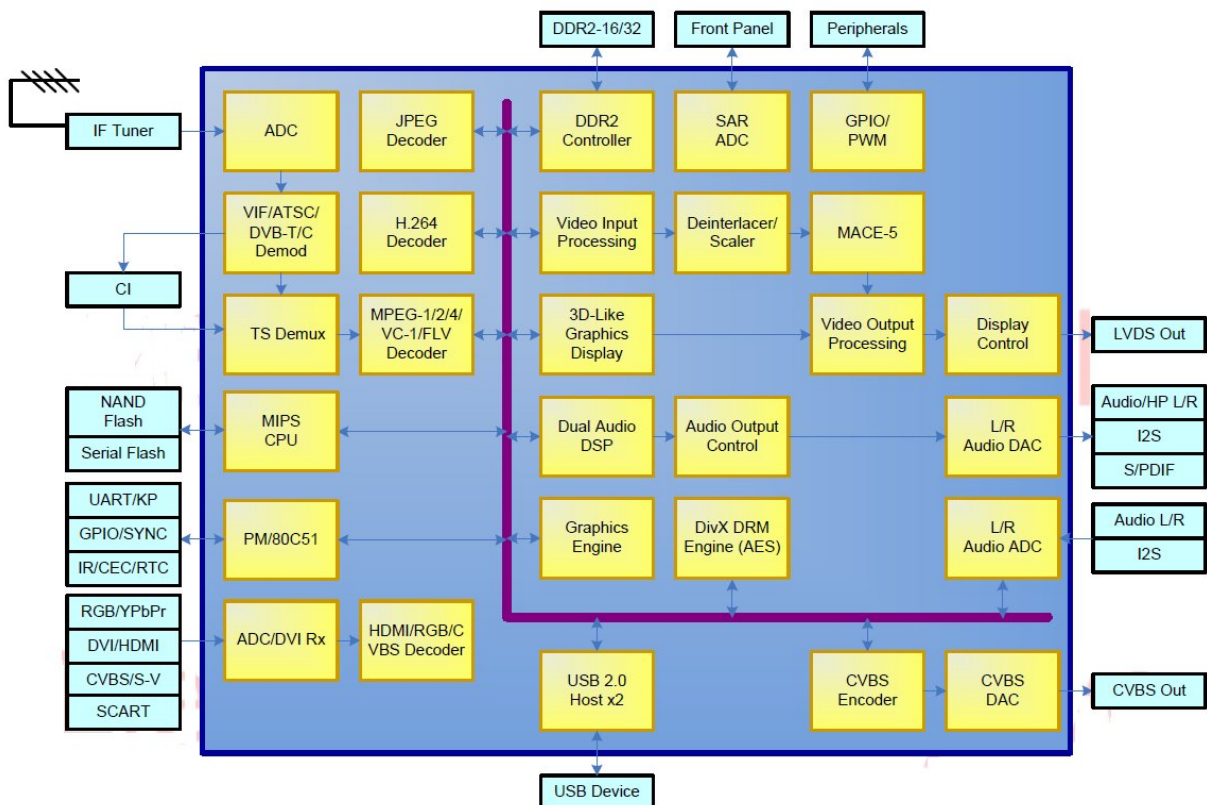 DDR2-16/32
Front Panel
Peripherals
IF Tuner
ADC
JPEG
Decoder
DDR2
Controller
SAR
ADC
GPIO/
PWM
VIF/ATSC/
DVB-T/C
Demod
H.264
Decoder
Video Input
Processing
Deinterlacer/
Scaler
MACE-5
CI
TS Demux
MPEG-1/2/4/
VC-1/FLV
Decoder
3D-Like
Graphics
Display
Video Output
Processing
Display
Control
LVDS Out
NAND
Flash
Serial Flash
MIPS
CPU
Dual Audio
DSP
Audio Output
Control
L/R
Audio DAC
Audio/HP L/R
I2S
S/PDIF
UART/KP
GPIO/SYNC
IR/CEC/RTC
PM/80C51
Graphics
Engine
DivX DRM
Engine (AES)
L/R
Audio ADC
Audio L/R
I2S
RGB/YPbPr
DVI/HDMI
CVBS/S-V
SCART
ADC/DVI Rx
HDMI/RGB/C
VBS Decoder
USB 2.0
Host x2
CVBS
Encoder
CVBS
DAC
CVBS Out
USB Device